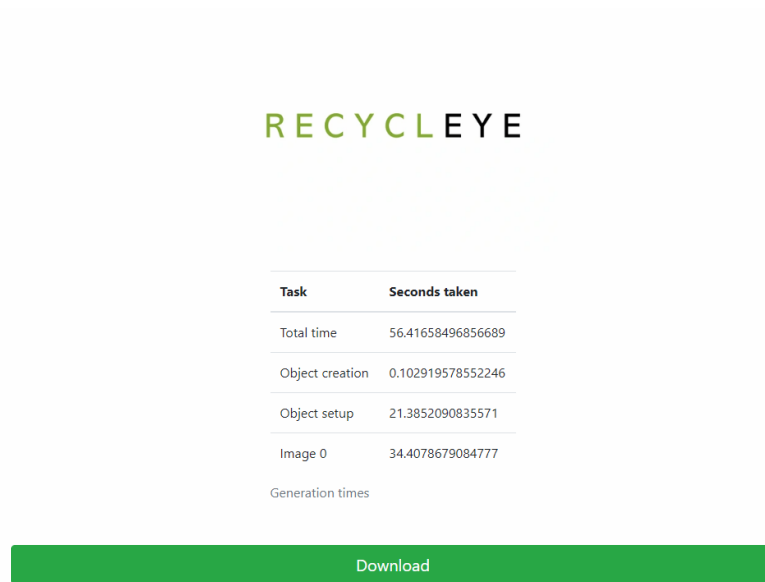 RECYCLEYE
Task Seconds taken
Total time 56.41658496856689
Object creation 0.102919578552246
Object setup 21.3852090835571
Image 0 34.4078679084777
Generation times
Download